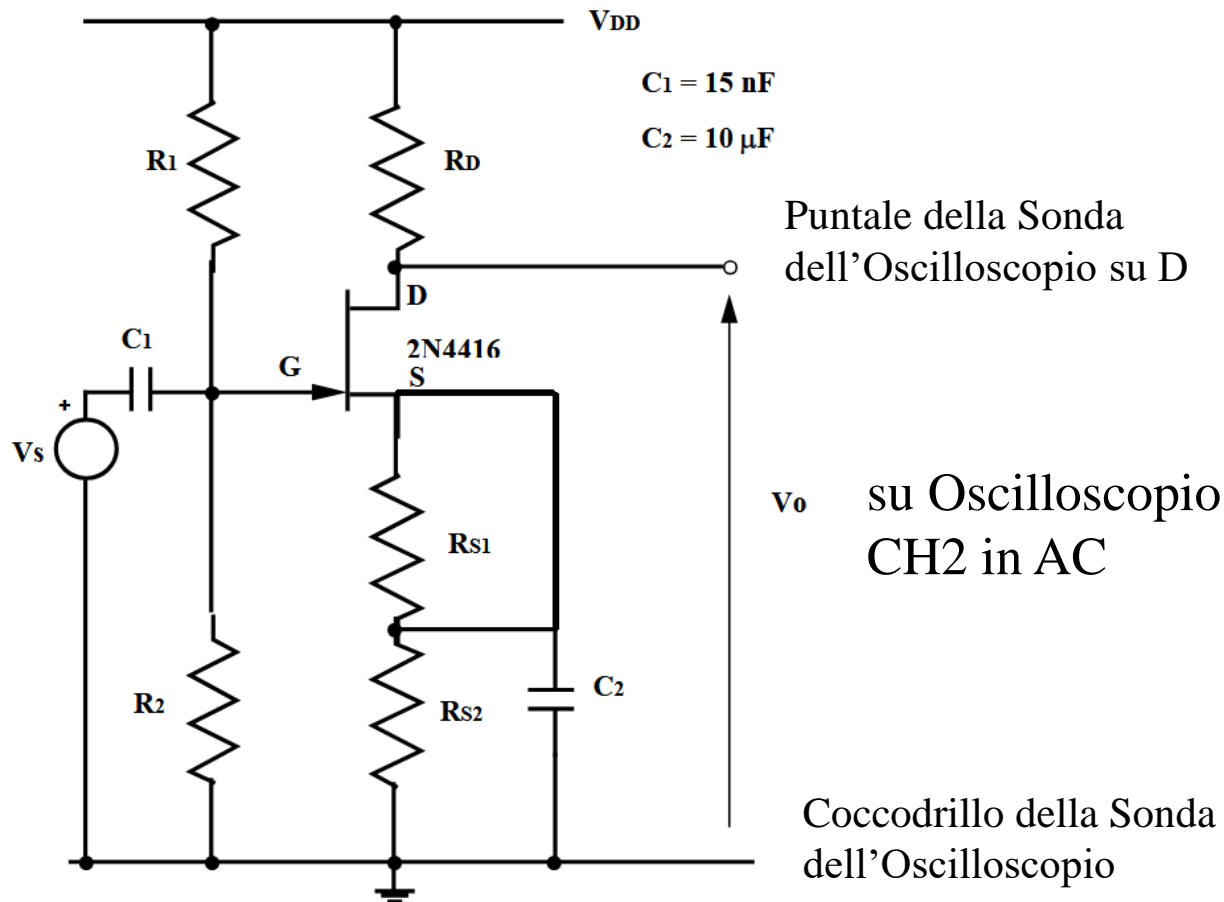 VDD
C1 = 15 nF
C2 = 10 μF
R1
RD
Puntale della Sonda
dell'Oscilloscopio su D
D
C1
2N4416
G
S
+
Vs
RS1
Vo
su Oscilloscopio
CH2 in AC
R2
RS2
C2
Coccodrillo della Sonda
dell'Oscilloscopio